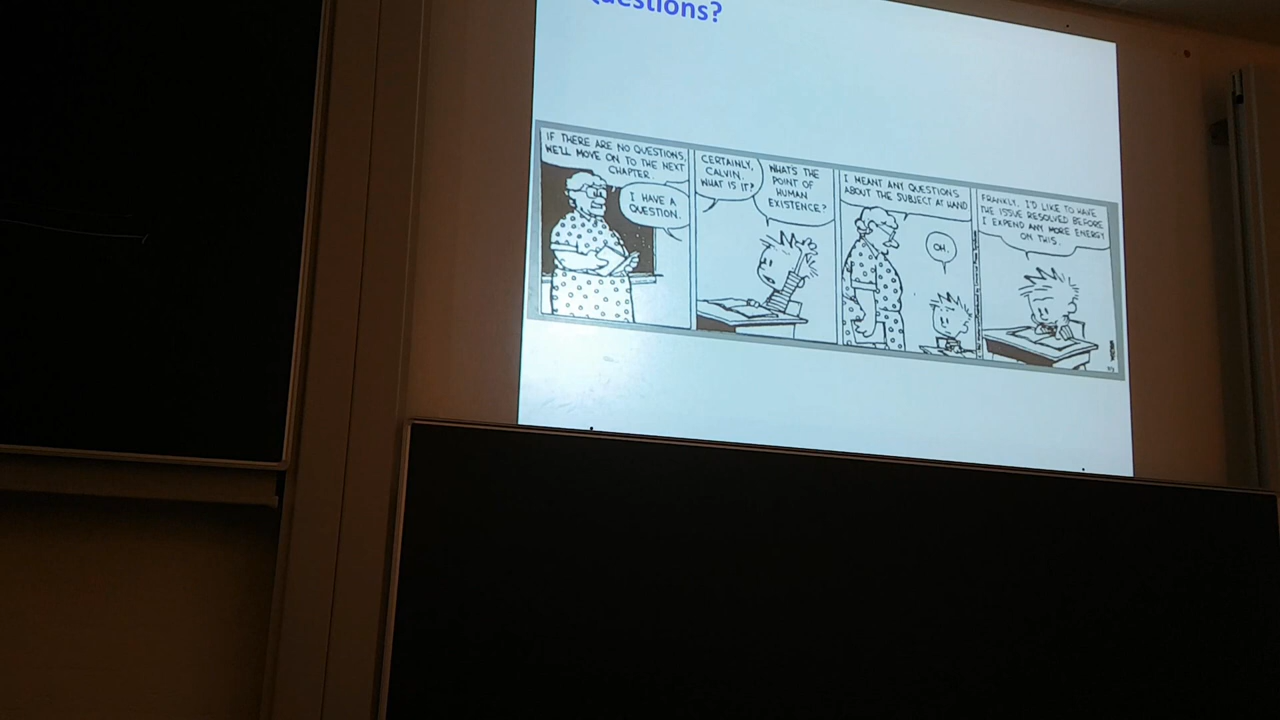 Questions?
IF THERE ARE NO QUESTIONS,
WE'LL MOVE ON TO THE NEXT
CHAPTER.
I HAVE A
QUESTION.
CERTAINLY,
CALVIN.
WHAT IS IT?
WHAT'S THE
POINT OF
HUMAN
EXISTENCE?
I MEANT ANY QUESTIONS
ABOUT THE SUBJECT AT HAND
OH.
FRANKLY, I'D LIKE TO HAVE
THE ISSUE RESOLVED BEFORE
I EXPEND ANY MORE ENERGY
ON THIS.